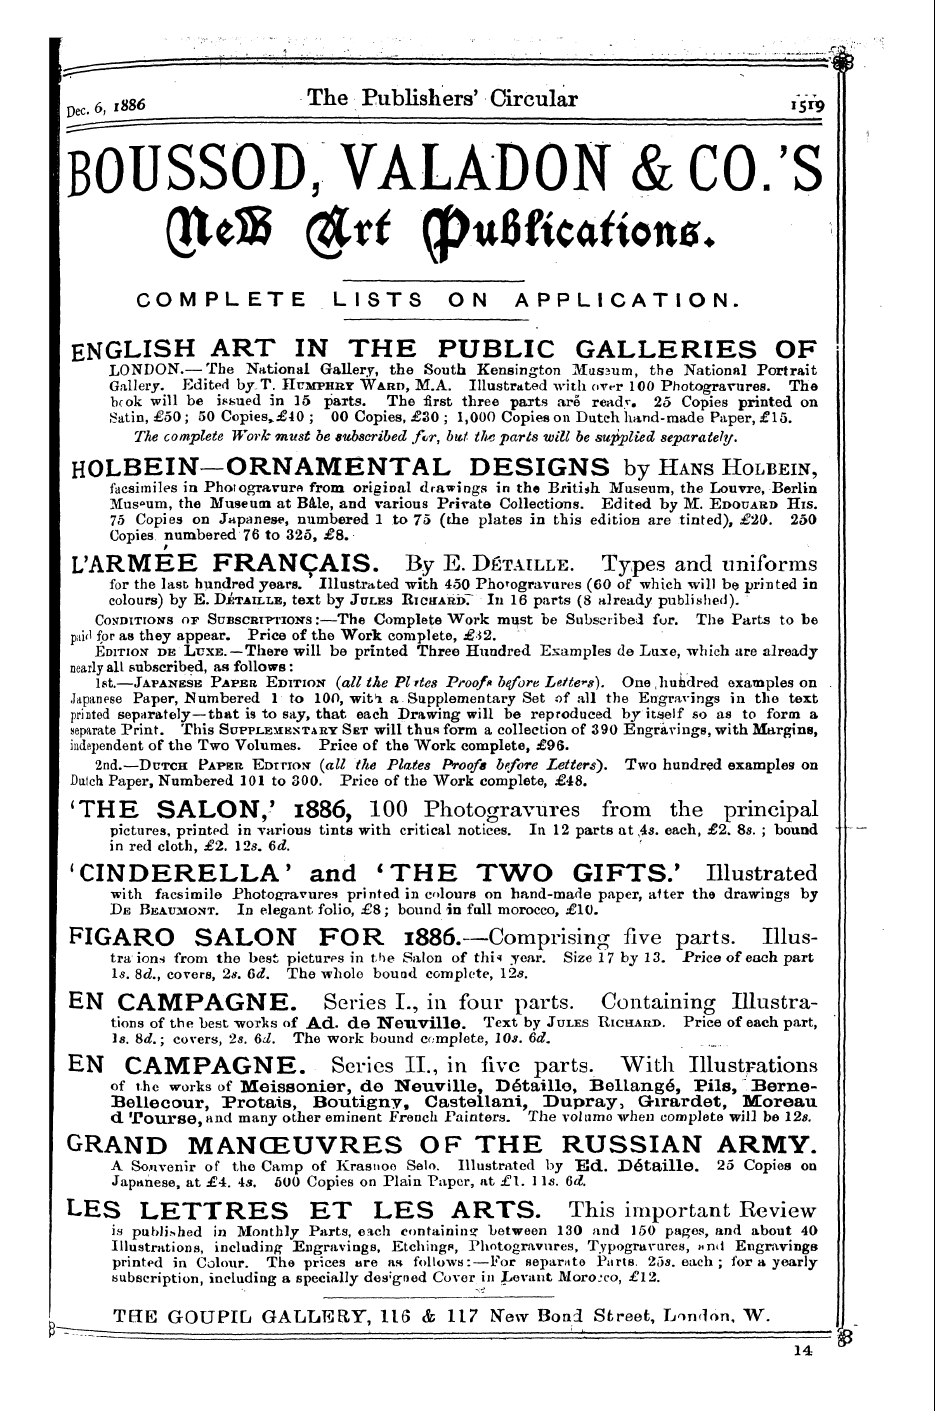 Dec. 6, 1886 The Publishers' Circular 1519
BOUSSOD, VALADON & CO.'S
New Art Publications.
COMPLETE LISTS ON APPLICATION.
ENGLISH ART IN THE PUBLIC GALLERIES OF
LONDON.—The National Gallery, the South Kensington Museum, the National Portrait
Gallery. Edited by T. HUMPHRY WARD, M.A. Illustrated with over 100 Photogravures. The
book will be issued in 15 parts. The first three parts are ready. 25 Copies printed on
Satin, £50; 50 Copies, £40; 00 Copies, £30; 1,000 Copies on Dutch hand-made Paper, £15.
The complete Work must be subscribed for, but the parts will be supplied separately.
HOLBEIN—ORNAMENTAL DESIGNS by HANS HOLBEIN,
facsimiles in Photogravure from original drawings in the British Museum, the Louvre, Berlin
Museum, the Museum at Bâle, and various Private Collections. Edited by M. EDOUARD HIS.
75 Copies on Japanese, numbered 1 to 75 (the plates in this edition are tinted), £20. 250
Copies numbered 76 to 325, £8.
L'ARMÉE FRANÇAIS. By E. DÉTAILLE. Types and uniforms
for the last hundred years. Illustrated with 450 Photogravures (60 of which will be printed in
colours) by E. DÉTAILLE, text by JULES RICHARD. In 16 parts (8 already published).
CONDITIONS OF SUBSCRIPTIONS:—The Complete Work must be Subscribed for. The Parts to be
paid for as they appear. Price of the Work complete, £32.
ÉDITION DE LUXE.—There will be printed Three Hundred Examples de Luxe, which are already
nearly all subscribed, as follows:
1st.—JAPANESE PAPER EDITION (all the Plates Proofs before Letters). One hundred examples on
Japanese Paper, Numbered 1 to 100, with a Supplementary Set of all the Engravings in the text
printed separately—that is to say, that each Drawing will be reproduced by itself so as to form a
separate Print. This SUPPLEMENTARY SET will thus form a collection of 390 Engravings, with Margins,
independent of the Two Volumes. Price of the Work complete, £96.
2nd.—DUTCH PAPER EDITION (all the Plates Proofs before Letters). Two hundred examples on
Dutch Paper, Numbered 101 to 300. Price of the Work complete, £48.
'THE SALON,' 1886, 100 Photogravures from the principal
pictures, printed in various tints with critical notices. In 12 parts at 4s. each, £2. 8s.; bound
in red cloth, £2. 12s. 6d.
'CINDERELLA' and 'THE TWO GIFTS.' Illustrated
with facsimile Photogravures printed in colours on hand-made paper, after the drawings by
DE BEAUMONT. In elegant folio, £8; bound in full morocco, £10.
FIGARO SALON FOR 1886.—Comprising five parts. Illus-
tra ions from the best pictures in the Salon of this year. Size 17 by 13. Price of each part
1s. 8d., covers, 2s. 6d. The whole bound complete, 12s.
EN CAMPAGNE. Series I., in four parts. Containing Illustra-
tions of the best works of Ad. de Neuville. Text by JULES RICHARD. Price of each part,
1s. 8d.; covers, 2s. 6d. The work bound complete, 10s. 6d.
EN CAMPAGNE. Series II., in five parts. With Illustrations
of the works of Meissonier, de Neuville, Détaille, Bellangé, Pils, Berne-
Bellecour, Protais, Boutigny, Castellani, Dupray, Girardet, Moreau
d Tourse, and many other eminent French Painters. The volume when complete will be 12s.
GRAND MANŒUVRES OF THE RUSSIAN ARMY.
A Souvenir of the Camp of Krasnoe Selo. Illustrated by Ed. Détaille. 25 Copies on
Japanese, at £4. 4s. 500 Copies on Plain Paper, at £1. 11s. 6d.
LES LETTRES ET LES ARTS. This important Review
is published in Monthly Parts, each containing between 130 and 150 pages, and about 40
Illustrations, including Engravings, Etchings, Photogravures, Typogravures, and Engravings
printed in Colour. The prices are as follows:—For separate Parts. 25s. each; for a yearly
subscription, including a specially designed Cover in Levant Morocco, £12.
THE GOUPIL GALLERY, 116 & 117 New Bond Street, London, W.
14